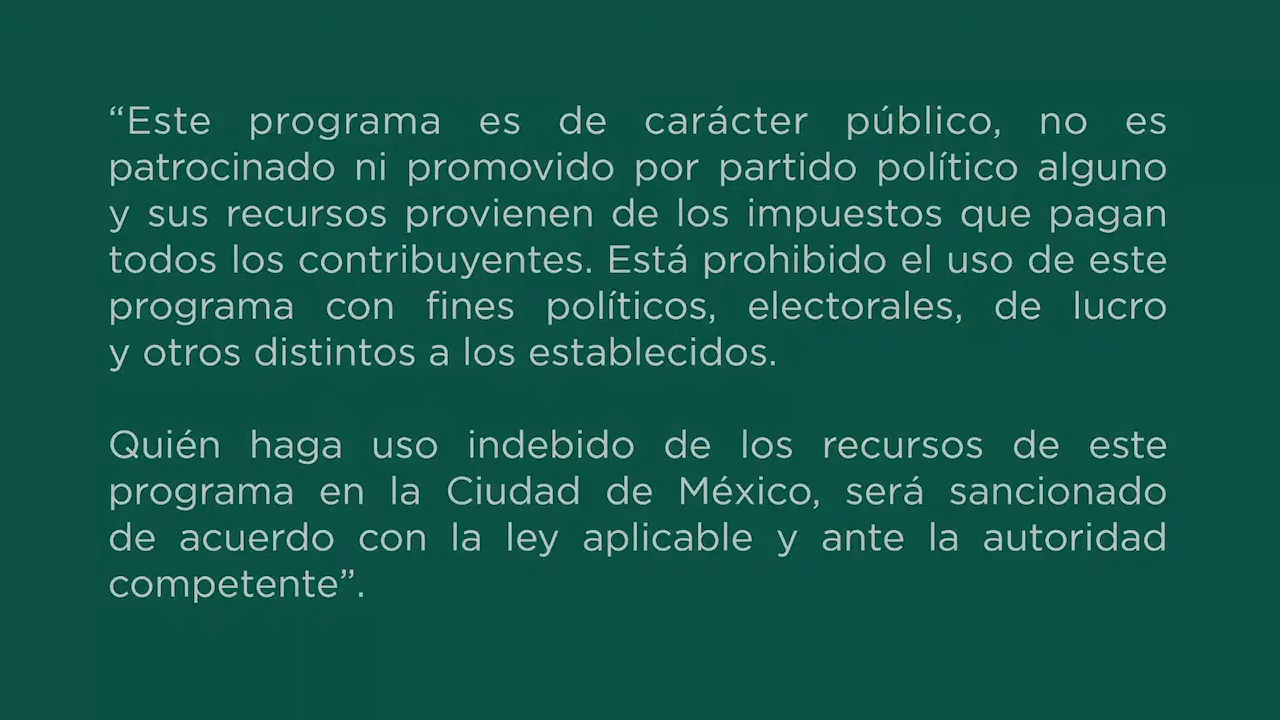 “Este programa es de carácter público, no es
patrocinado ni promovido por partido político alguno
y sus recursos provienen de los impuestos que pagan
todos los contribuyentes. Está prohibido el uso de este
programa con fines políticos, electorales, de lucro
y otros distintos a los establecidos.
Quién haga uso indebido de los recursos de este
programa en la Ciudad de México, será sancionado
de acuerdo con la ley aplicable y ante la autoridad
competente”.